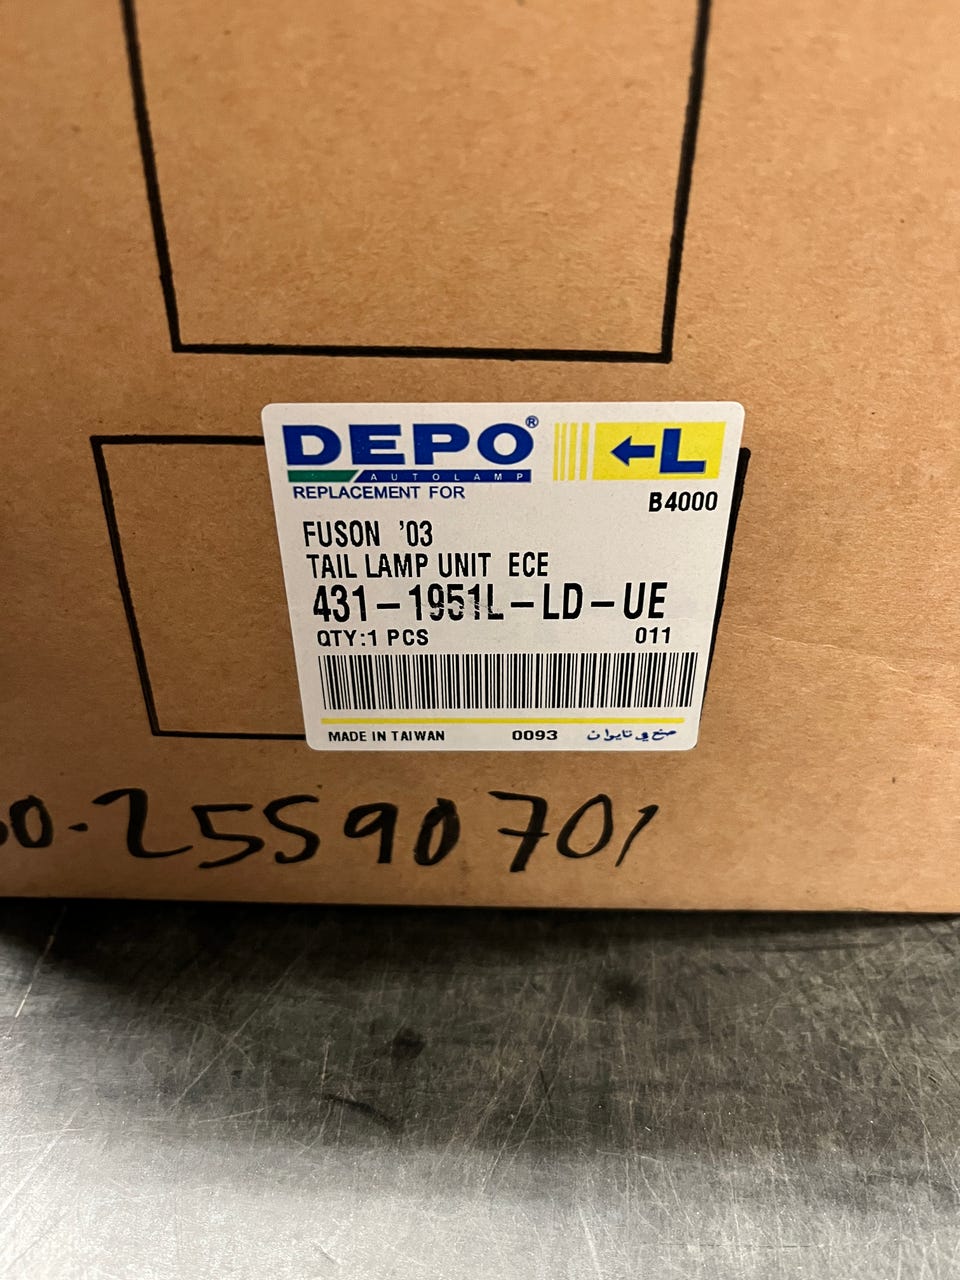 DEPO®
AUTOLAMP
REPLACEMENT FOR
←L
B4000
FUSON '03
TAIL LAMP UNIT ECE
431-1951L-LD-UE
QTY:1 PCS 011
MADE IN TAIWAN 0093 صنع في تايوان
0-25590701